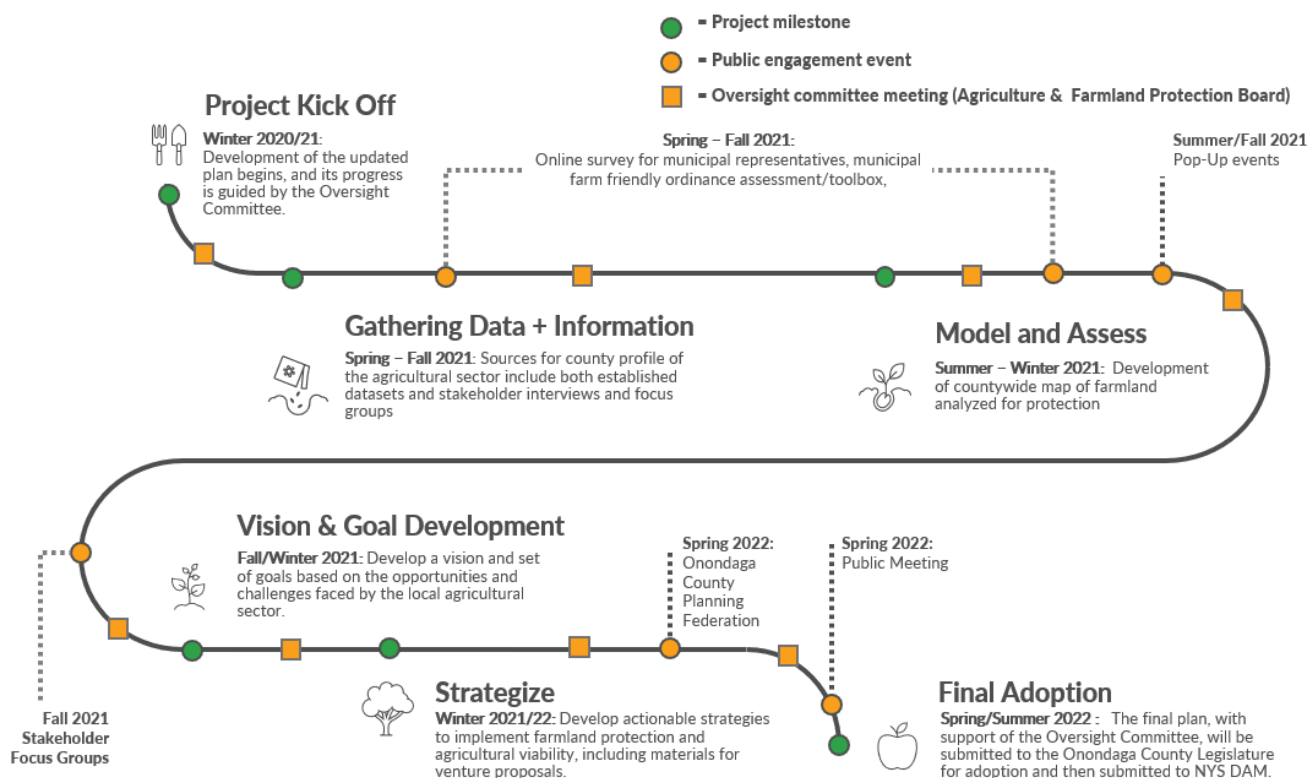 = Project milestone
= Public engagement event
= Oversight committee meeting (Agriculture & Farmland Protection Board)
Project Kick Off
Winter 2020/21:
Development of the updated
plan begins, and its progress
is guided by the Oversight
Committee.
Spring – Fall 2021:
Online survey for municipal representatives, municipal
farm friendly ordinance assessment/toolbox,
Summer/Fall 2021
Pop-Up events
Gathering Data + Information
Spring – Fall 2021: Sources for county profile of
the agricultural sector include both established
datasets and stakeholder interviews and focus
groups
Model and Assess
Summer – Winter 2021: Development
of countywide map of farmland
analyzed for protection
Vision & Goal Development
Fall/Winter 2021: Develop a vision and set
of goals based on the opportunities and
challenges faced by the local agricultural
sector.
Spring 2022:
Onondaga
County
Planning
Federation
Spring 2022:
Public Meeting
Fall 2021
Stakeholder
Focus Groups
Strategize
Winter 2021/22: Develop actionable strategies
to implement farmland protection and
agricultural viability, including materials for
venture proposals.
Final Adoption
Spring/Summer 2022 : The final plan, with
support of the Oversight Committee, will be
submitted to the Onondaga County Legislature
for adoption and then submitted to NYS DAM.